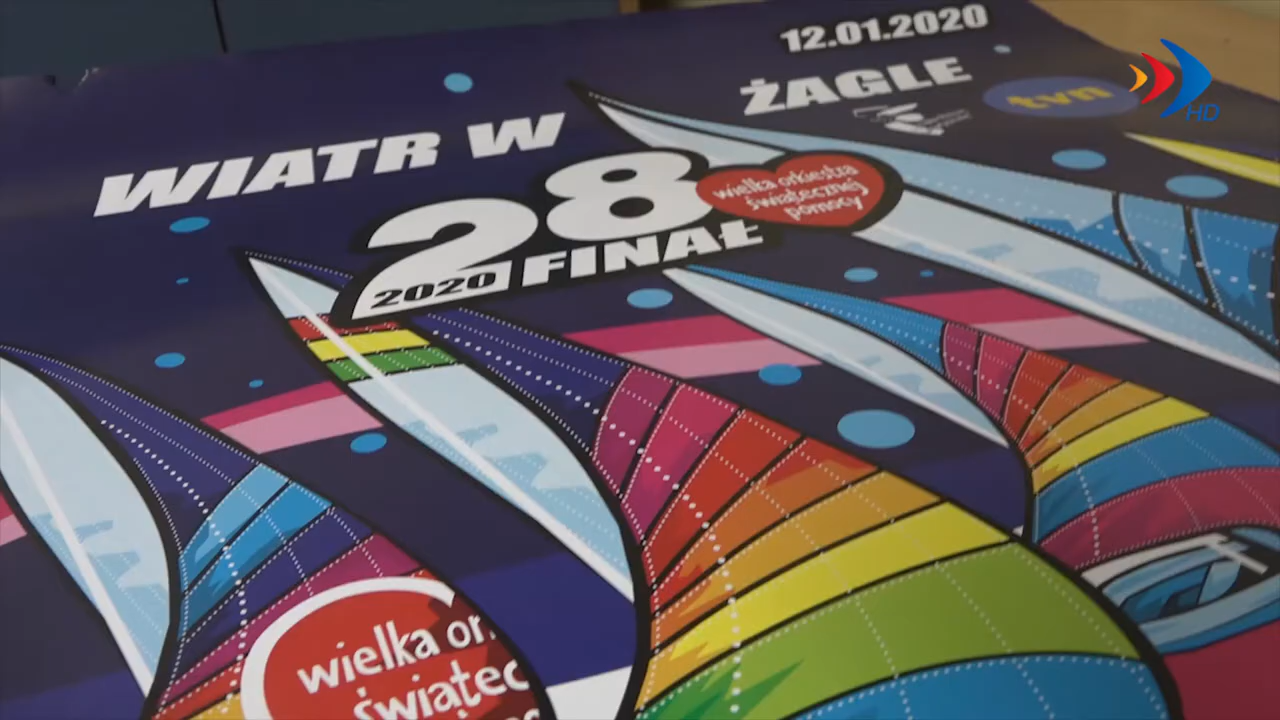 12.01.2020
WIATR W ŻAGLE
tvn
HD
28
2020 FINAŁ
wielka orkiestra
świątecznej
pomocy
wielka or
świątec